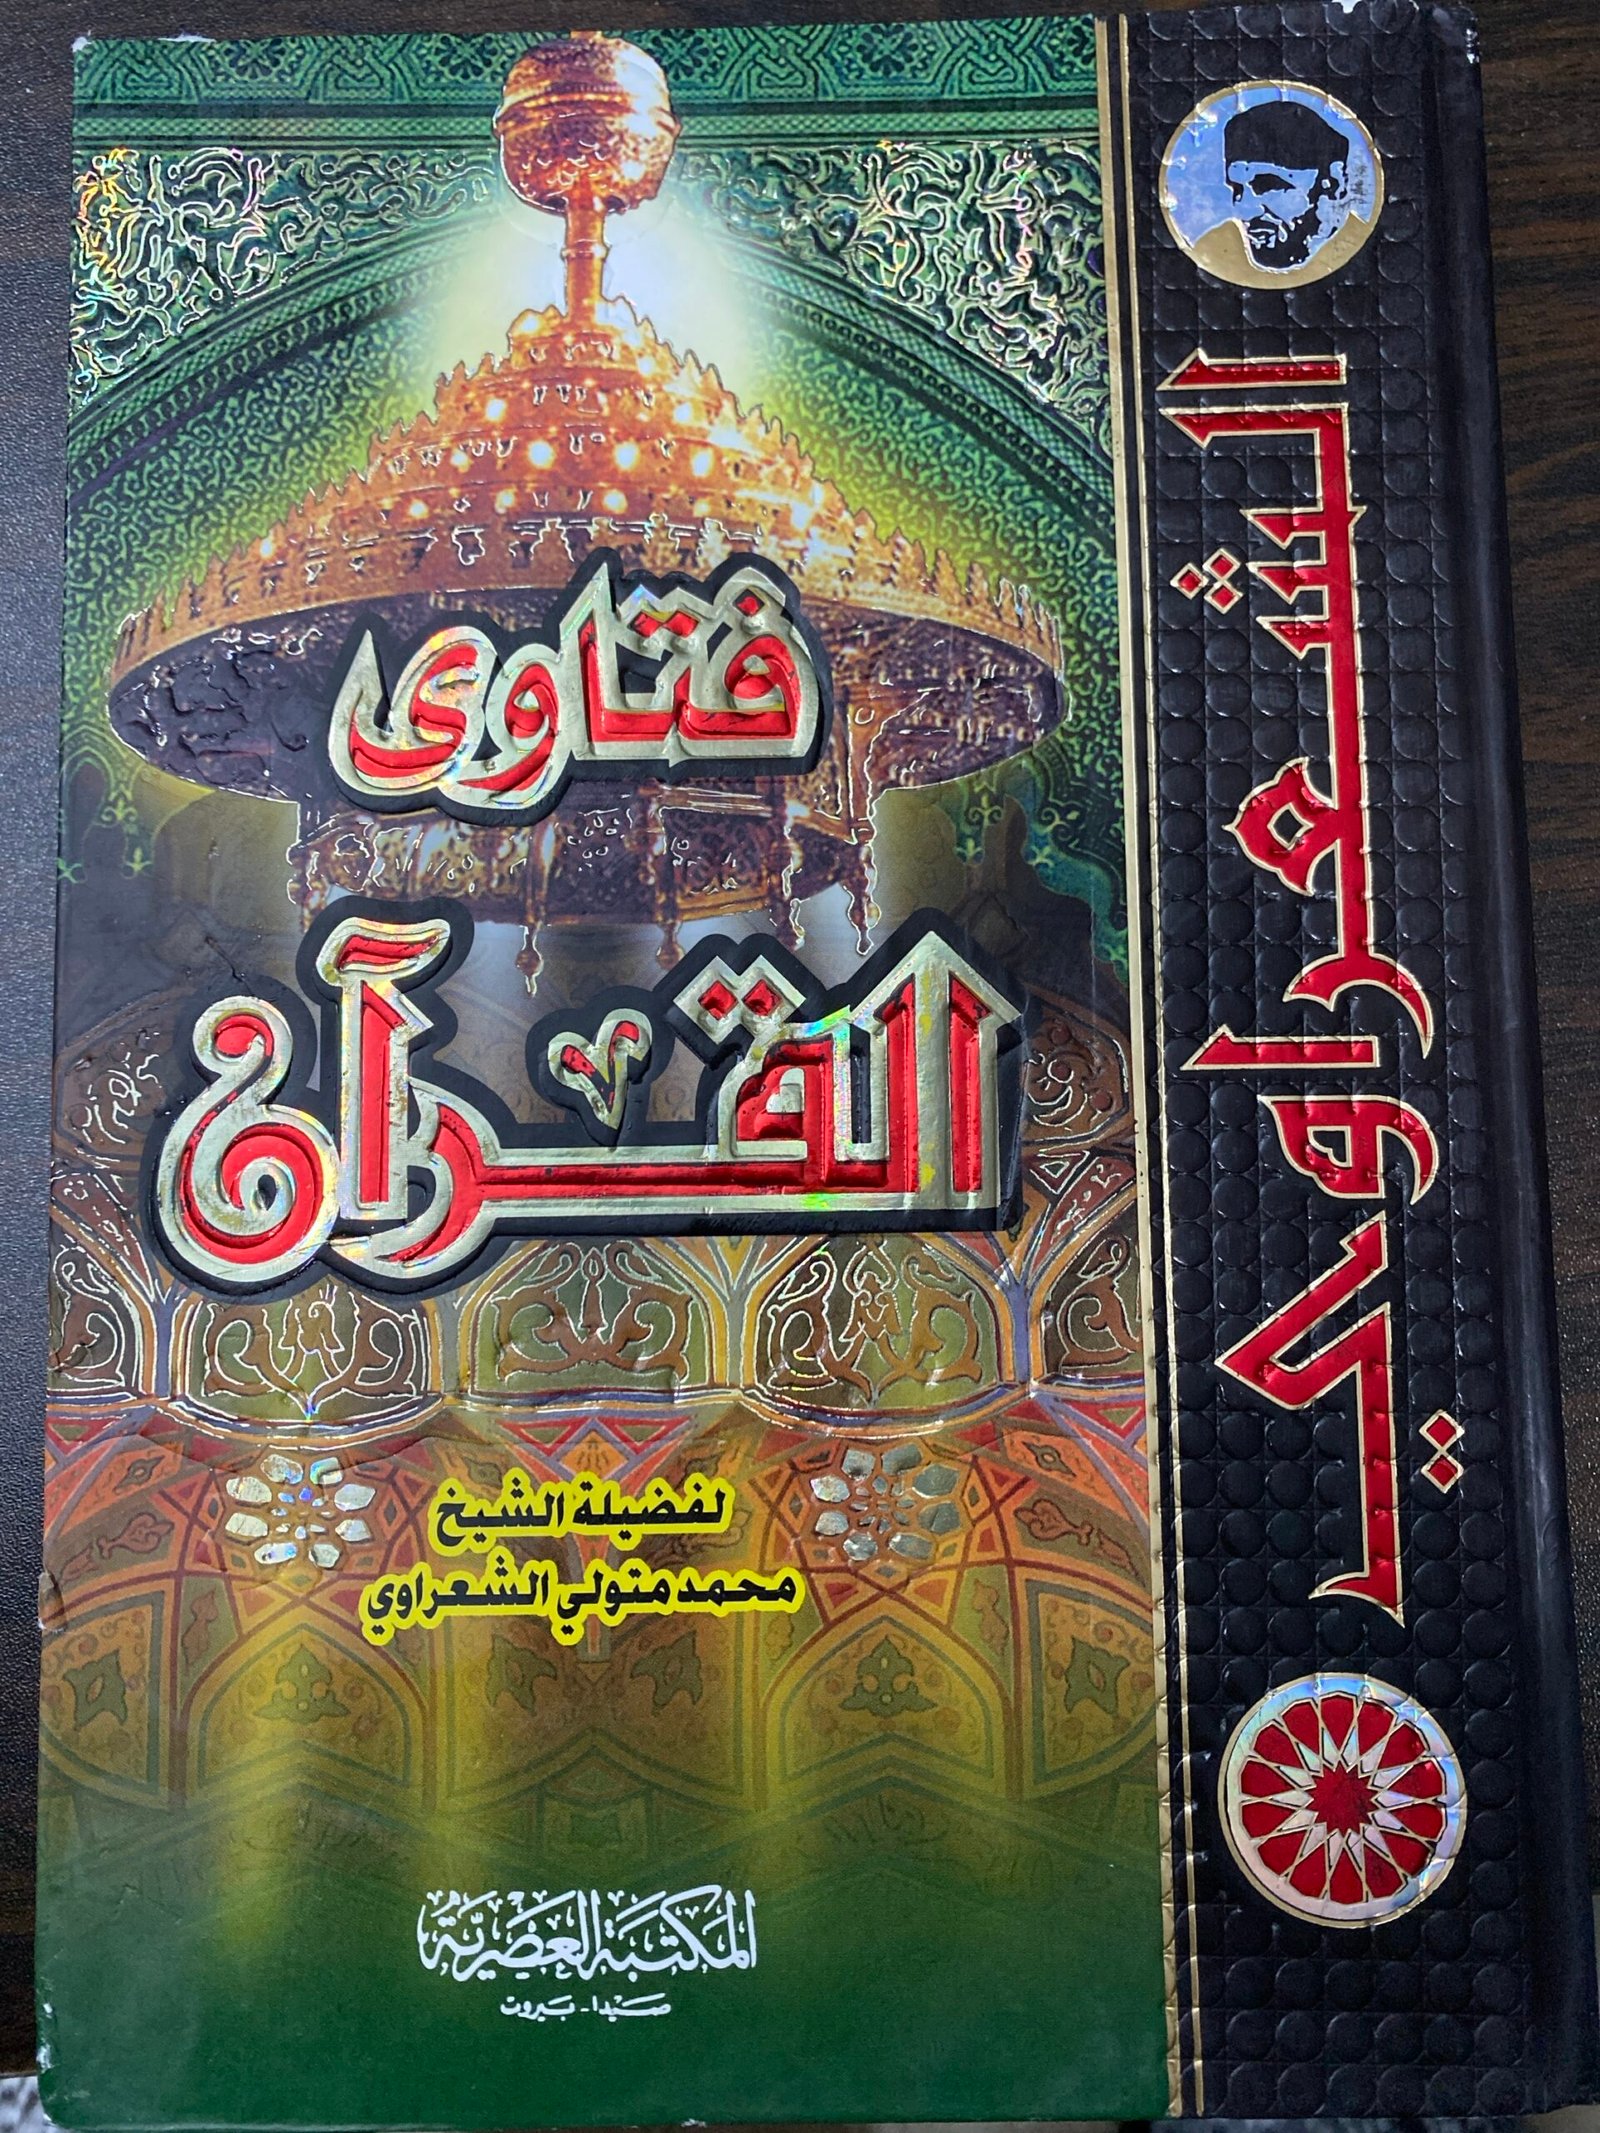 فتاوى
القرآن
لفضيلة الشيخ
محمد متولي الشعراوي
المكتبة العصرية
صيدا - بيروت
الشعراوي